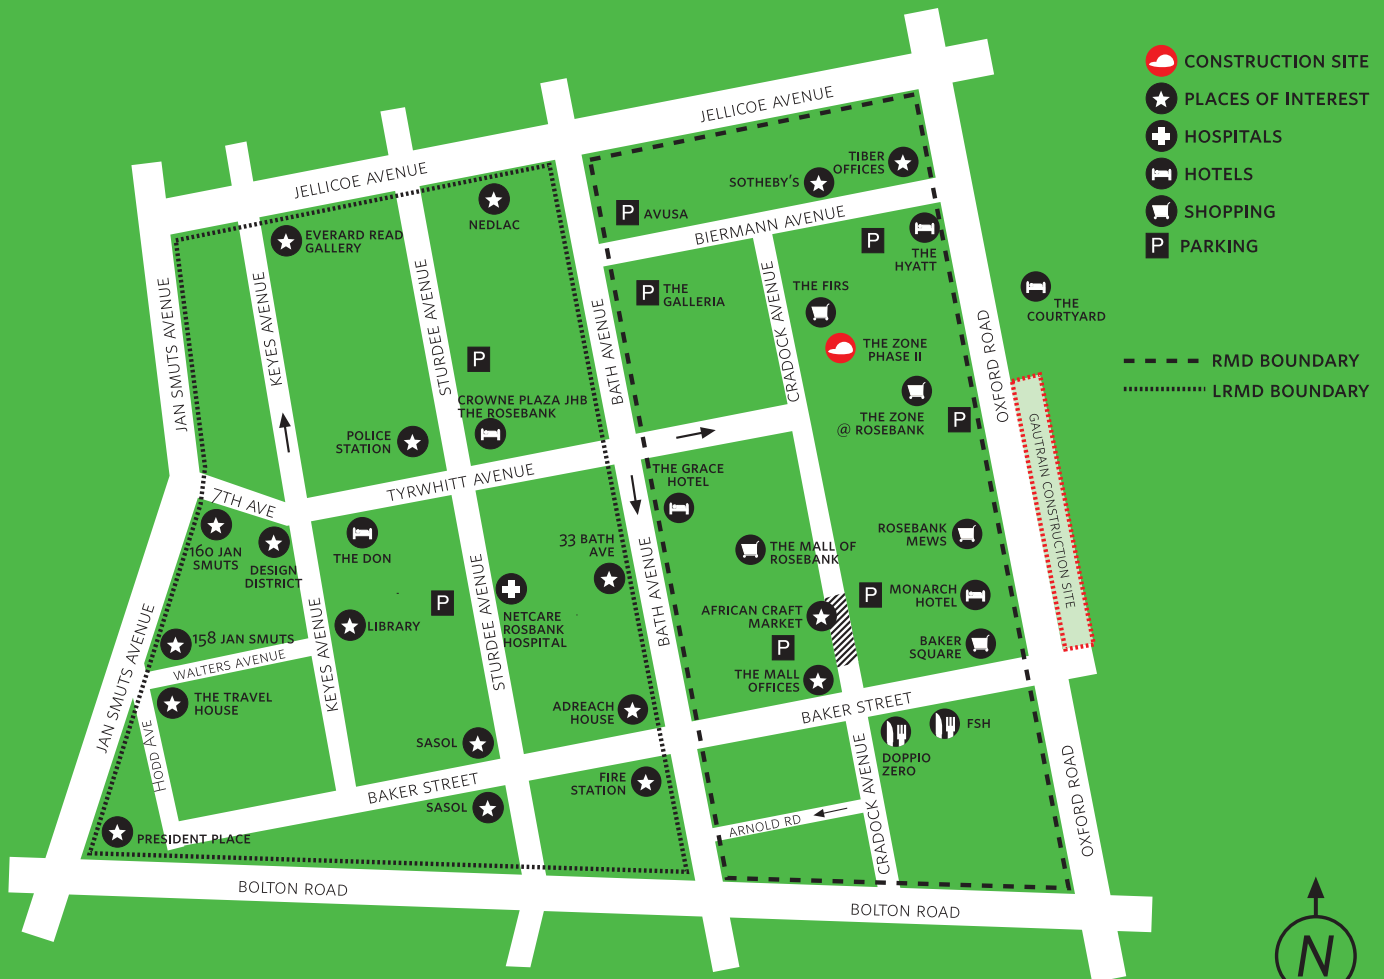 CONSTRUCTION SITE
PLACES OF INTEREST
HOSPITALS
HOTELS
SHOPPING
P PARKING
RMD BOUNDARY
LRMD BOUNDARY
JELLICOE AVENUE
JELLICOE AVENUE
TIBER
OFFICES
SOTHEBY'S
NEDLAC
P AVUSA
BIERMANN AVENUE
EVERARD READ
GALLERY
P
THE
HYATT
JAN SMUTS AVENUE
KEYES AVENUE
STURDEE AVENUE
BATH AVENUE
CRADOCK AVENUE
OXFORD ROAD
P THE
GALLERIA
THE FIRS
THE
COURTYARD
THE ZONE
PHASE II
P
CROWNE PLAZA JHB
THE ROSEBANK
THE ZONE
@ ROSEBANK
P
GAUTRAIN CONSTRUCTION SITE
POLICE
STATION
TYRWHITT AVENUE
THE GRACE
HOTEL
7TH AVE
160 JAN
SMUTS
DESIGN
DISTRICT
THE DON
33 BATH
AVE
THE MALL OF
ROSEBANK
ROSEBANK
MEWS
JAN SMUTS AVENUE
KEYES AVENUE
STURDEE AVENUE
BATH AVENUE
P
NETCARE
ROSBANK
HOSPITAL
AFRICAN CRAFT
MARKET
P
MONARCH
HOTEL
LIBRARY
158 JAN SMUTS
WALTERS AVENUE
P
BAKER
SQUARE
THE MALL
OFFICES
THE TRAVEL
HOUSE
HODD AVE
ADREACH
HOUSE
BAKER STREET
SASOL
DOPPIO
ZERO
FSH
CRADOCK AVENUE
OXFORD ROAD
BAKER STREET
FIRE
STATION
SASOL
ARNOLD RD
PRESIDENT PLACE
BOLTON ROAD
BOLTON ROAD
N